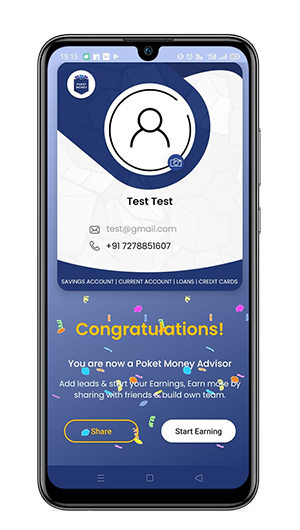 15:15
POKET
MONEY
Test Test
test@gmail.com
+91 7278851607
SAVINGS ACCOUNT | CURRENT ACCOUNT | LOANS | CREDIT CARDS
Congratulations!
You are now a Poket Money Advisor
Add leads & start your Earnings, Earn more by
sharing with friends & build own team.
Share
Start Earning